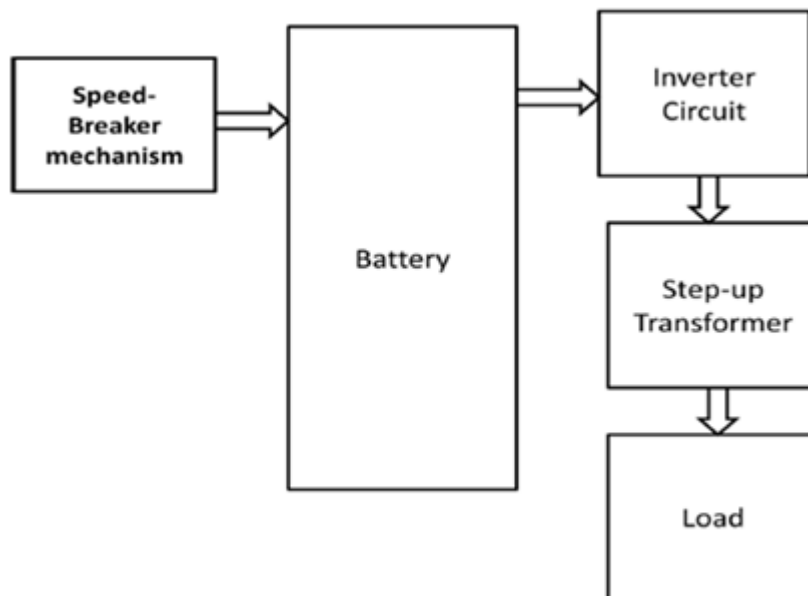 Speed-
Breaker
mechanism
Battery
Inverter
Circuit
Step-up
Transformer
Load